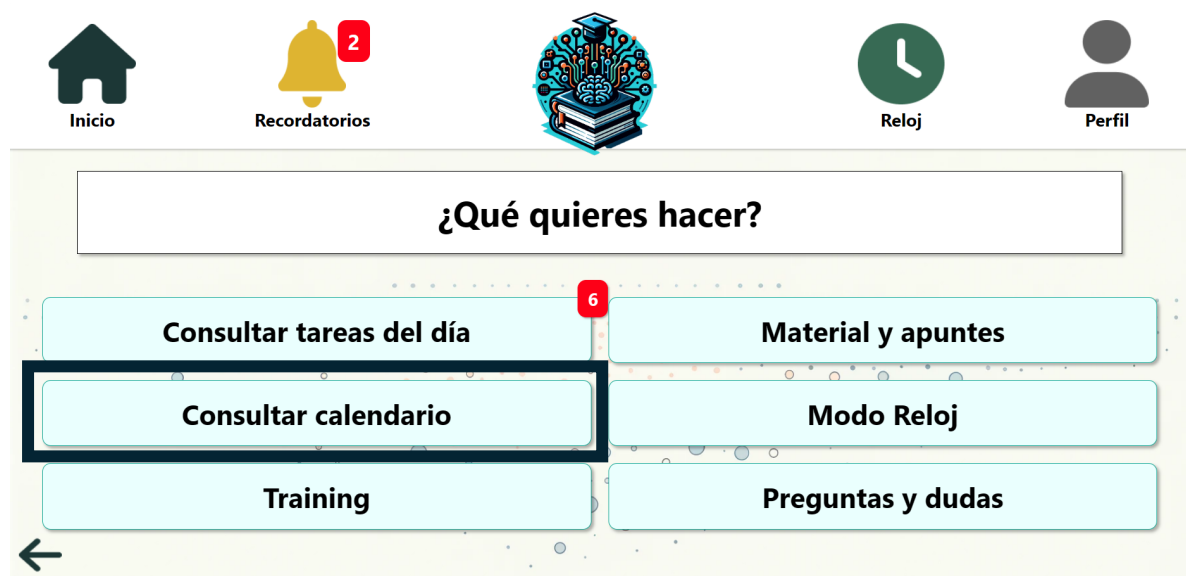 2
Inicio
Recordatorios
Reloj
Perfil
¿Qué quieres hacer?
6
Consultar tareas del día
Material y apuntes
Consultar calendario
Modo Reloj
Training
Preguntas y dudas